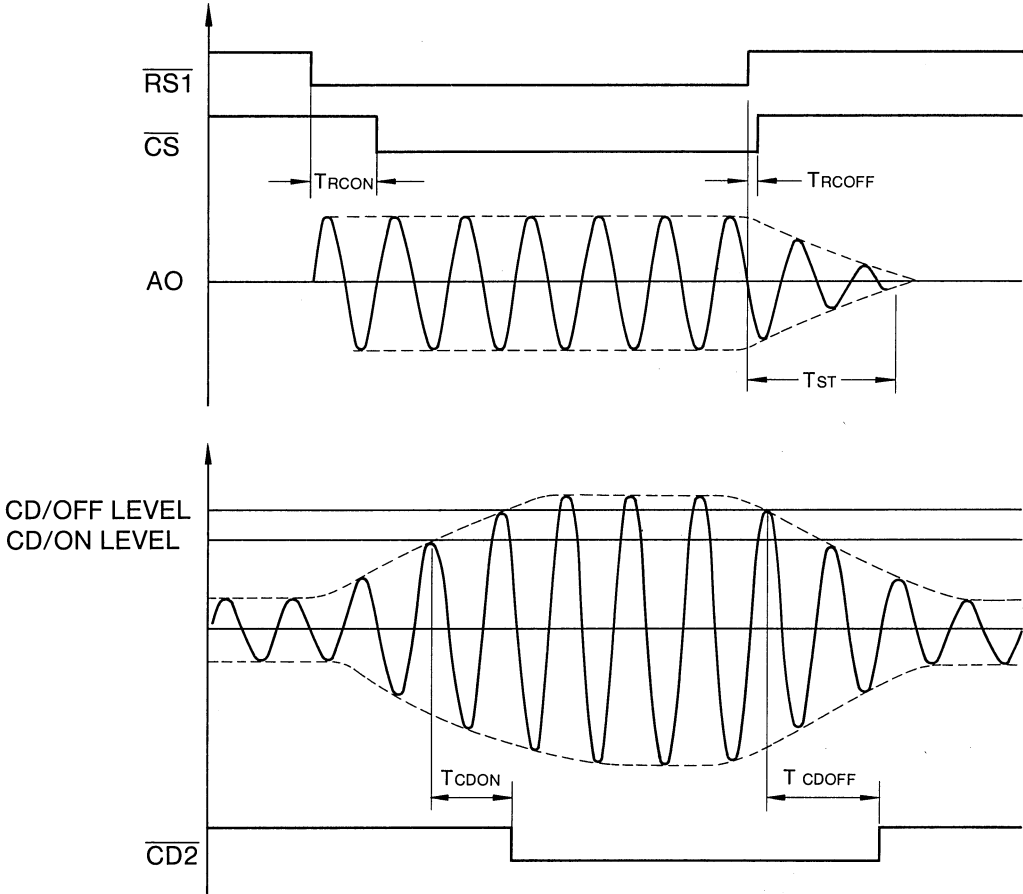 RS1
CS
TRCON
TRCOFF
AO
TST
CD/OFF LEVEL
CD/ON LEVEL
TCDON
T CDOFF
CD2